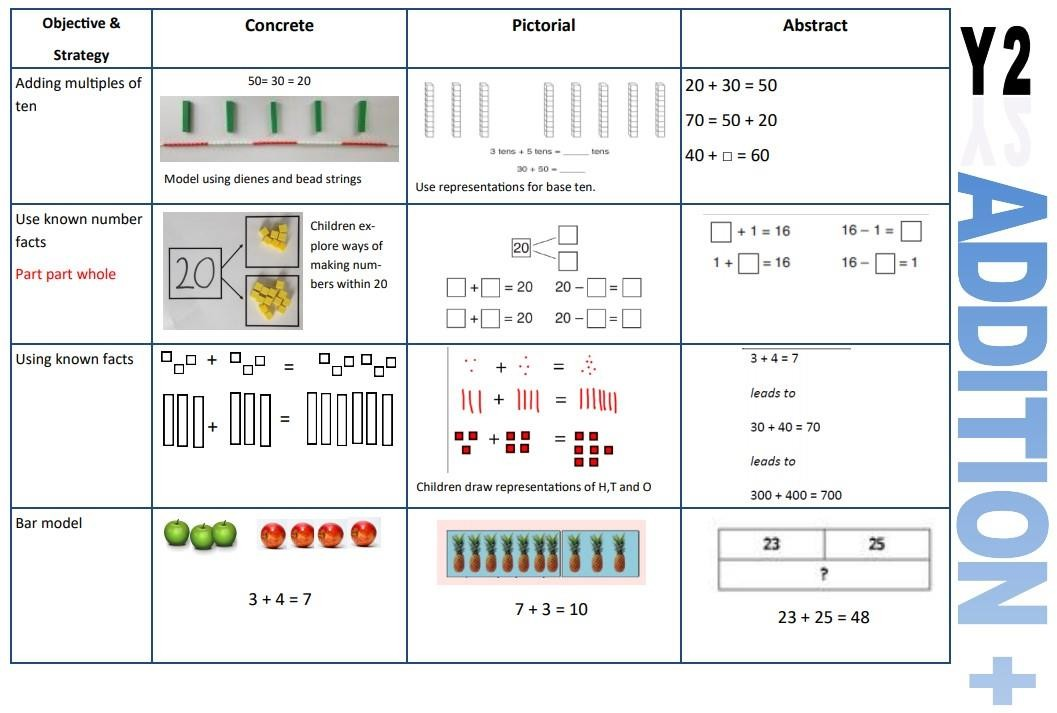 Objective &
Strategy
Concrete
Pictorial
Abstract
Adding multiples of
ten
50= 30 = 20
Model using dienes and bead strings
3 tens + 5 tens = _____ tens
30 + 50 = _____
Use representations for base ten.
20 + 30 = 50
70 = 50 + 20
40 + □ = 60
Use known number
facts
Part part whole
20
Children ex-
plore ways of
making num-
bers within 20
20
□ + □ = 20 20 − □ = □
□ + □ = 20 20 − □ = □
□ + 1 = 16 16 − 1 = □
1 + □ = 16 16 − □ = 1
Using known facts
+ =
+ =
+ =
+ =
+ =
Children draw representations of H,T and O
3 + 4 = 7
leads to
30 + 40 = 70
leads to
300 + 400 = 700
Bar model
3 + 4 = 7
7 + 3 = 10
23 25
?
23 + 25 = 48
Y2
ADDITION +